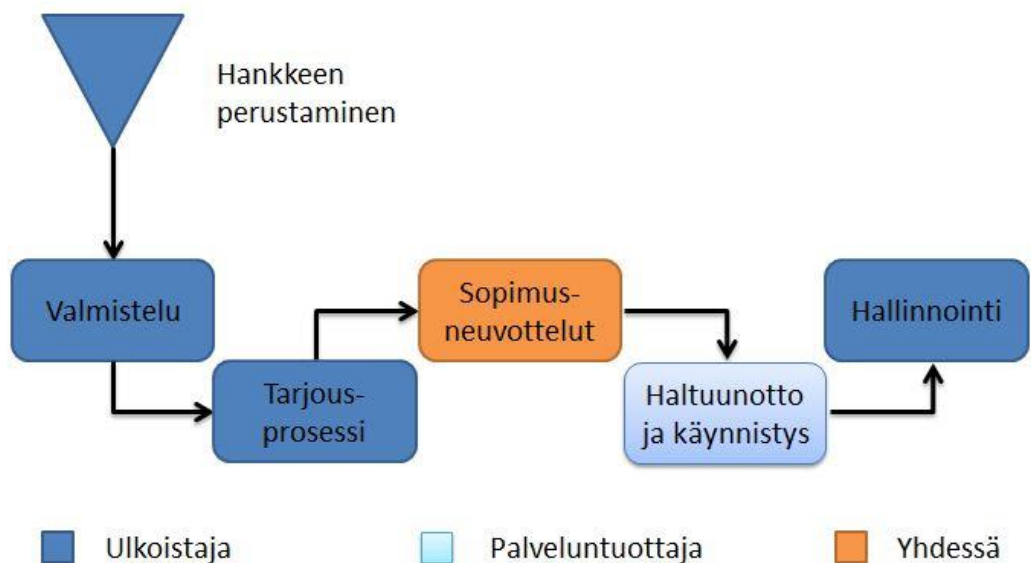 Hankkeen
perustaminen
Valmistelu
Tarjous-
prosessi
Sopimus-
neuvottelut
Haltuunotto
ja käynnistys
Hallinnointi
Ulkoistaja
Palveluntuottaja
Yhdessä